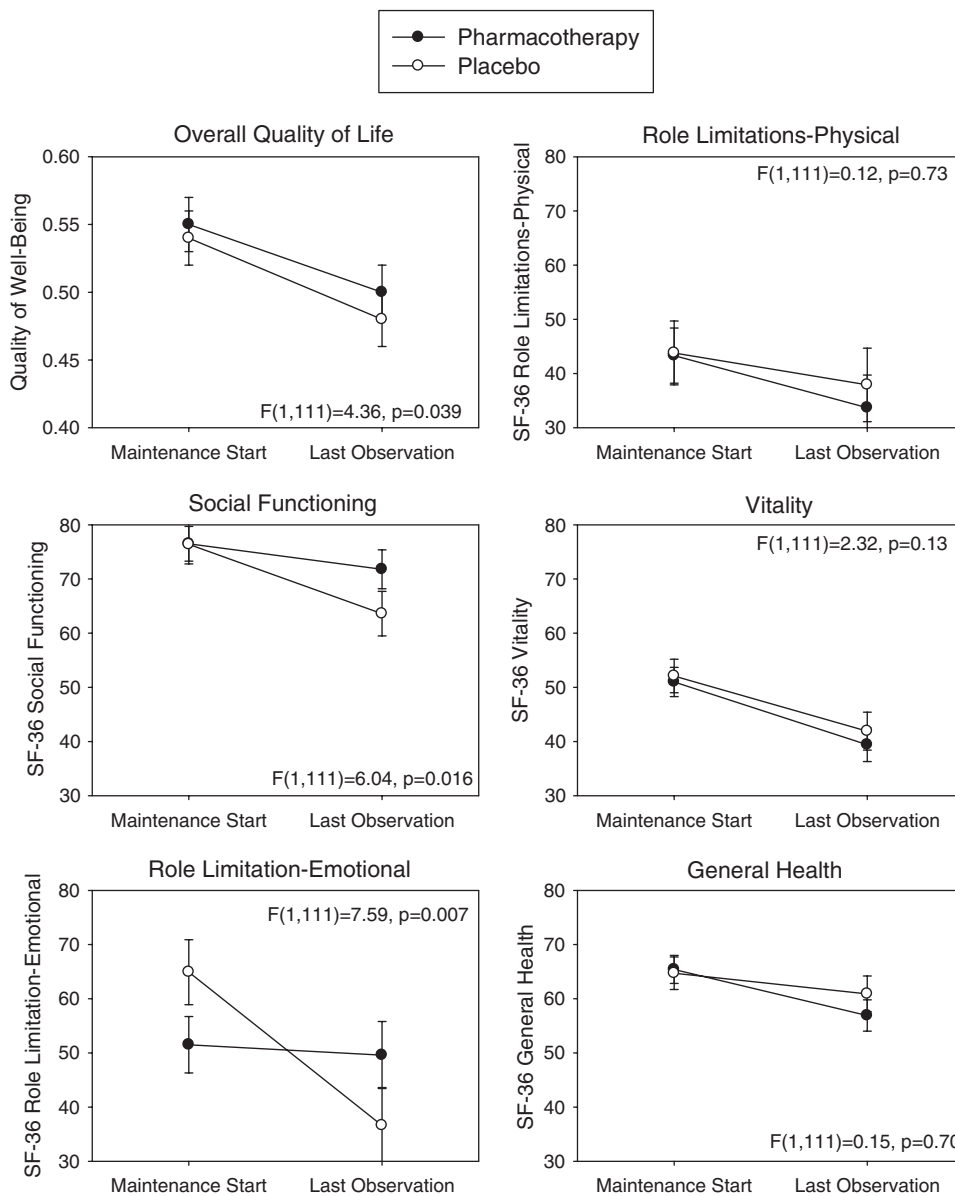 Pharmacotherapy
Placebo
Overall Quality of Life
Quality of Well-Being
0.60
0.55
0.50
0.45
0.40
F(1,111)=4.36, p=0.039
Maintenance Start
Last Observation
Role Limitations-Physical
SF-36 Role Limitations-Physical
80
70
60
50
40
30
F(1,111)=0.12, p=0.73
Maintenance Start
Last Observation
Social Functioning
SF-36 Social Functioning
80
70
60
50
40
30
F(1,111)=6.04, p=0.016
Maintenance Start
Last Observation
Vitality
SF-36 Vitality
80
70
60
50
40
30
F(1,111)=2.32, p=0.13
Maintenance Start
Last Observation
Role Limitation-Emotional
SF-36 Role Limitation-Emotional
80
70
60
50
40
30
F(1,111)=7.59, p=0.007
Maintenance Start
Last Observation
General Health
SF-36 General Health
80
70
60
50
40
30
F(1,111)=0.15, p=0.70
Maintenance Start
Last Observation